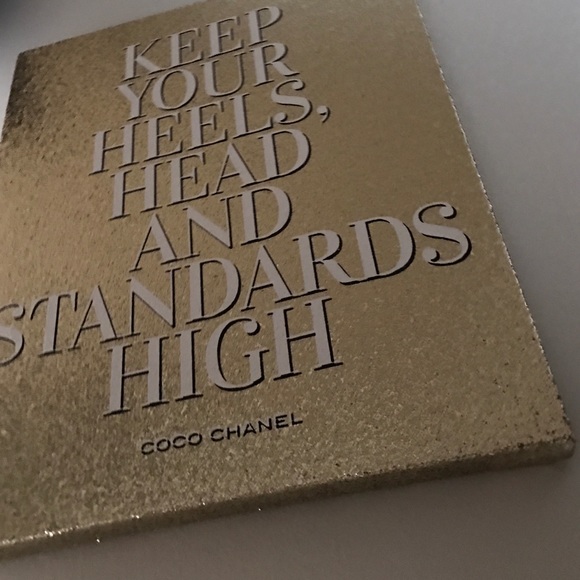 KEEP
YOUR
HEELS,
HEAD
AND
STANDARDS
HIGH
COCO CHANEL